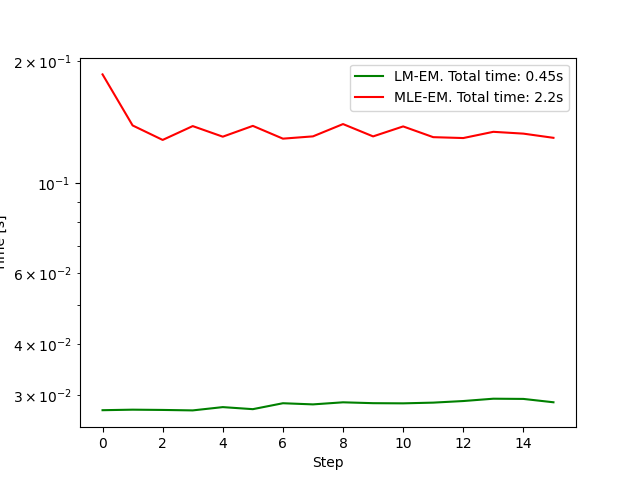 2 × 10⁻¹
10⁻¹
6 × 10⁻²
4 × 10⁻²
3 × 10⁻²
LM-EM. Total time: 0.45s
MLE-EM. Total time: 2.2s
0 2 4 6 8 10 12 14
Step